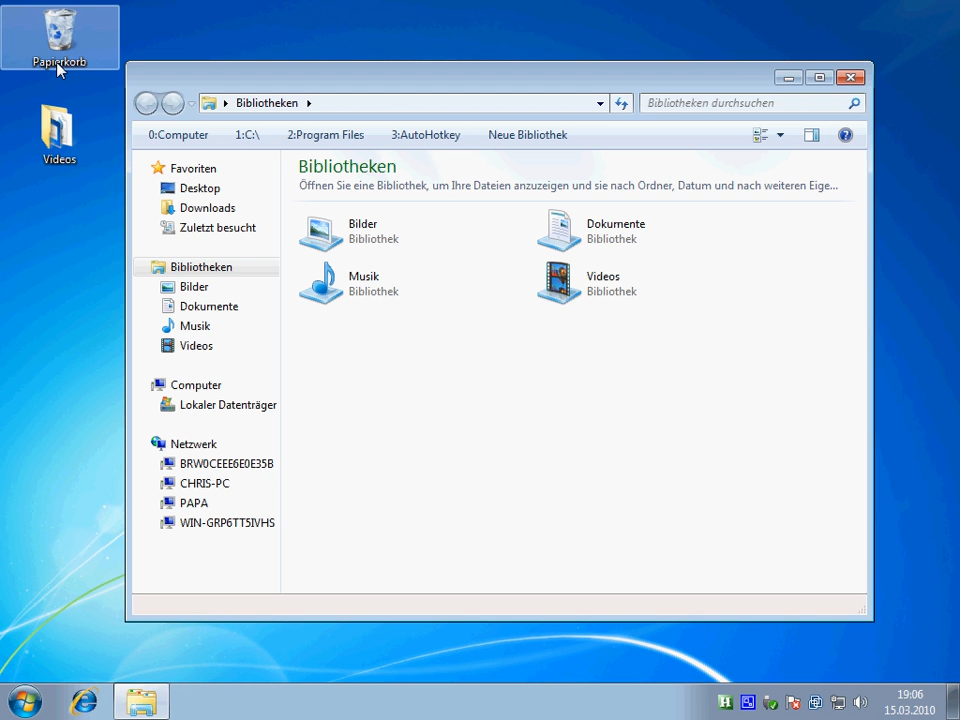 Papierkorb
Videos
Bibliotheken
Bibliotheken durchsuchen
0:Computer 1:C:\ 2:Program Files 3:AutoHotkey Neue Bibliothek
Favoriten
Desktop
Downloads
Zuletzt besucht
Bibliotheken
Bilder
Dokumente
Musik
Videos
Computer
Lokaler Datenträger
Netzwerk
BRW0CEEE6E0E35B
CHRIS-PC
PAPA
WIN-GRP6TT5IVHS
Bibliotheken
Öffnen Sie eine Bibliothek, um Ihre Dateien anzuzeigen und sie nach Ordner, Datum und nach weiteren Eige...
Bilder
Bibliothek
Dokumente
Bibliothek
Musik
Bibliothek
Videos
Bibliothek
H
19:06
15.03.2010